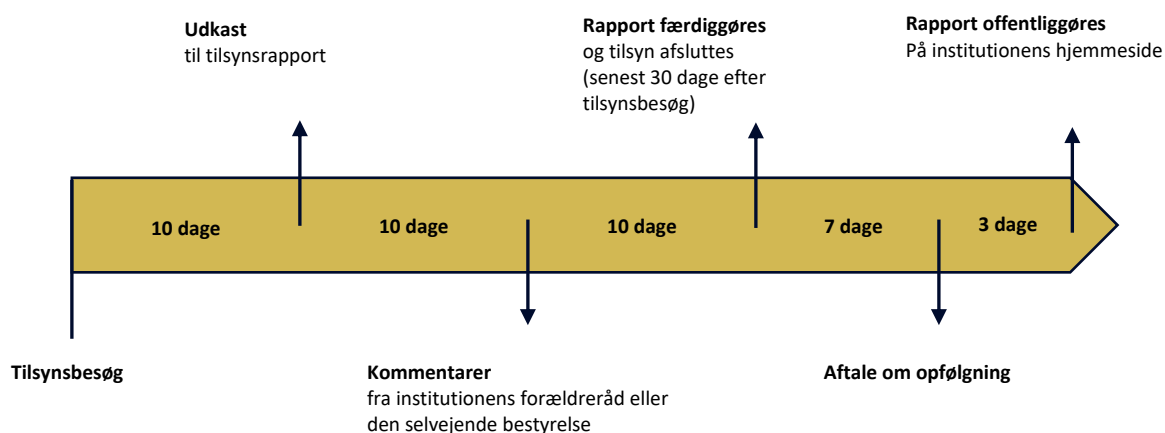 Udkast
til tilsynsrapport
Rapport færdiggøres
og tilsyn afsluttes
(senest 30 dage efter
tilsynsbesøg)
Rapport offentliggøres
På institutionens hjemmeside
10 dage
10 dage
10 dage
7 dage
3 dage
Tilsynsbesøg
Kommentarer
fra institutionens forældreråd eller
den selvejende bestyrelse
Aftale om opfølgning